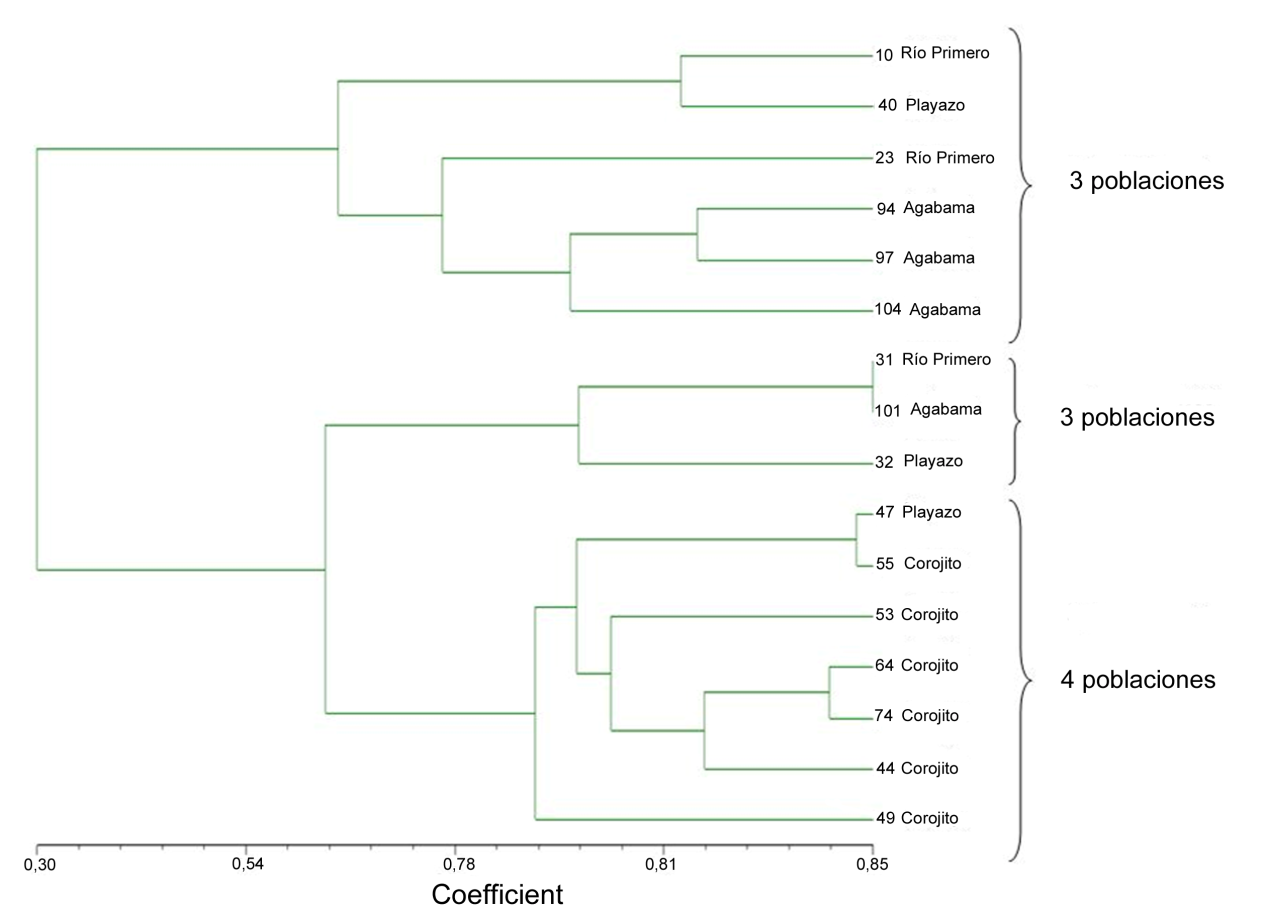 10 Río Primero
40 Playazo
23 Río Primero
3 poblaciones
94 Agabama
97 Agabama
104 Agabama
31 Río Primero
101 Agabama
3 poblaciones
32 Playazo
47 Playazo
55 Corojito
53 Corojito
64 Corojito
4 poblaciones
74 Corojito
44 Corojito
49 Corojito
0,30 0,54 0,78 0,81 0,85
Coefficient